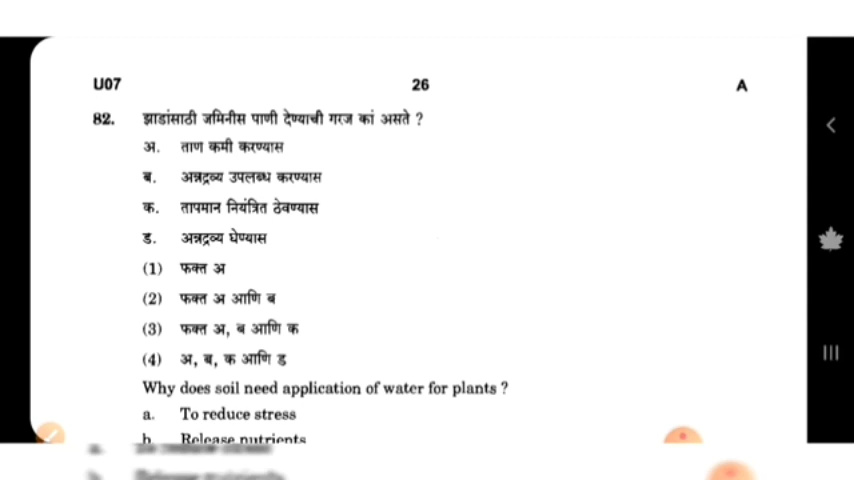 U07 26 A
82. झाडांसाठी जमिनीस पाणी देण्याची गरज कां असते ?
अ. ताण कमी करण्यास
ब. अन्नद्रव्य उपलब्ध करण्यास
क. तापमान नियंत्रित ठेवण्यास
ड. अन्नद्रव्य घेण्यास
(1) फक्त अ
(2) फक्त अ आणि ब
(3) फक्त अ, ब आणि क
(4) अ, ब, क आणि ड
Why does soil need application of water for plants ?
a. To reduce stress
b. Release nutrients